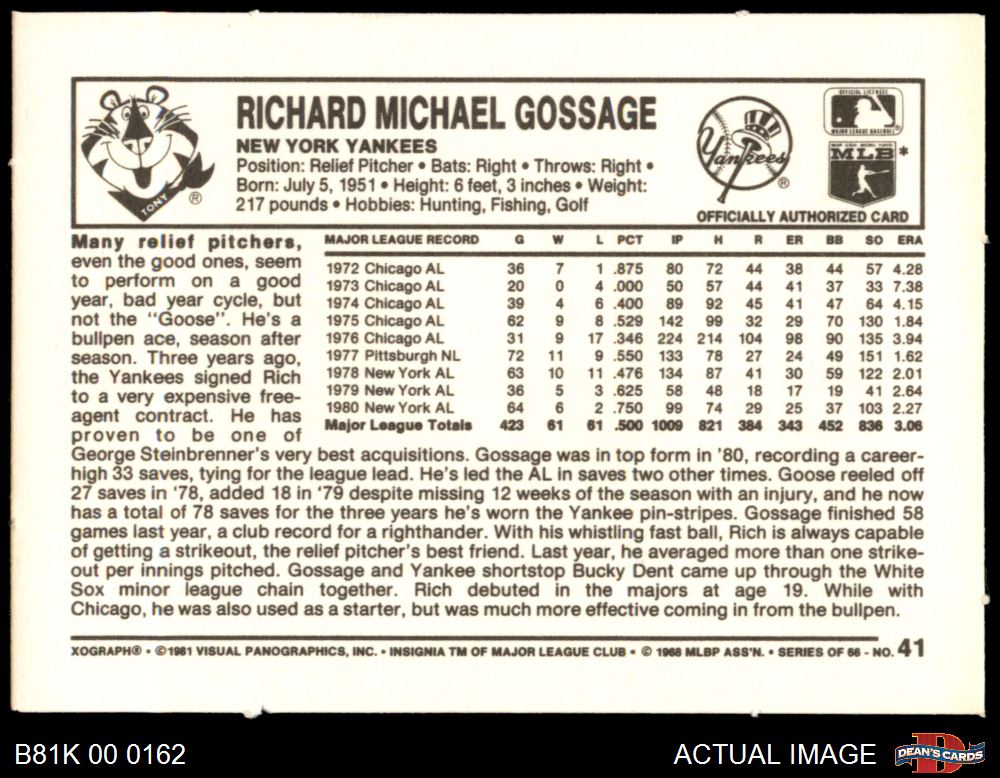 TONY
®
RICHARD MICHAEL GOSSAGE
NEW YORK YANKEES
Position: Relief Pitcher • Bats: Right • Throws: Right •
Born: July 5, 1951 • Height: 6 feet, 3 inches • Weight:
217 pounds • Hobbies: Hunting, Fishing, Golf
Yankees
®
OFFICIAL LICENSEE
MAJOR LEAGUE BASEBALL
MAJOR LEAGUE BASEBALL PLAYERS
MLB *
OFFICIALLY AUTHORIZED CARD
MAJOR LEAGUE RECORD G W L PCT IP H R ER BB SO ERA
1972 Chicago AL 36 7 1 .875 80 72 44 38 44 57 4.28
1973 Chicago AL 20 0 4 .000 50 57 44 41 37 33 7.38
1974 Chicago AL 39 4 6 .400 89 92 45 41 47 64 4.15
1975 Chicago AL 62 9 8 .529 142 99 32 29 70 130 1.84
1976 Chicago AL 31 9 17 .346 224 214 104 98 90 135 3.94
1977 Pittsburgh NL 72 11 9 .550 133 78 27 24 49 151 1.62
1978 New York AL 63 10 11 .476 134 87 41 30 59 122 2.01
1979 New York AL 36 5 3 .625 58 48 18 17 19 41 2.64
1980 New York AL 64 6 2 .750 99 74 29 25 37 103 2.27
Major League Totals 423 61 61 .500 1009 821 384 343 452 836 3.06
Many relief pitchers,
even the good ones, seem
to perform on a good
year, bad year cycle, but
not the "Goose". He's a
bullpen ace, season after
season. Three years ago,
the Yankees signed Rich
to a very expensive free-
agent contract. He has
proven to be one of
George Steinbrenner's very best acquisitions. Gossage was in top form in '80, recording a career-
high 33 saves, tying for the league lead. He's led the AL in saves two other times. Goose reeled off
27 saves in '78, added 18 in '79 despite missing 12 weeks of the season with an injury, and he now
has a total of 78 saves for the three years he's worn the Yankee pin-stripes. Gossage finished 58
games last year, a club record for a righthander. With his whistling fast ball, Rich is always capable
of getting a strikeout, the relief pitcher's best friend. Last year, he averaged more than one strike-
out per innings pitched. Gossage and Yankee shortstop Bucky Dent came up through the White
Sox minor league chain together. Rich debuted in the majors at age 19. While with
Chicago, he was also used as a starter, but was much more effective coming in from the bullpen.
XOGRAPH® • ©1981 VISUAL PANOGRAPHICS, INC. • INSIGNIA TM OF MAJOR LEAGUE CLUB • © 1968 MLBP ASS'N. • SERIES OF 66 - NO. 41
B81K 00 0162
ACTUAL IMAGE
DEAN'S CARDS